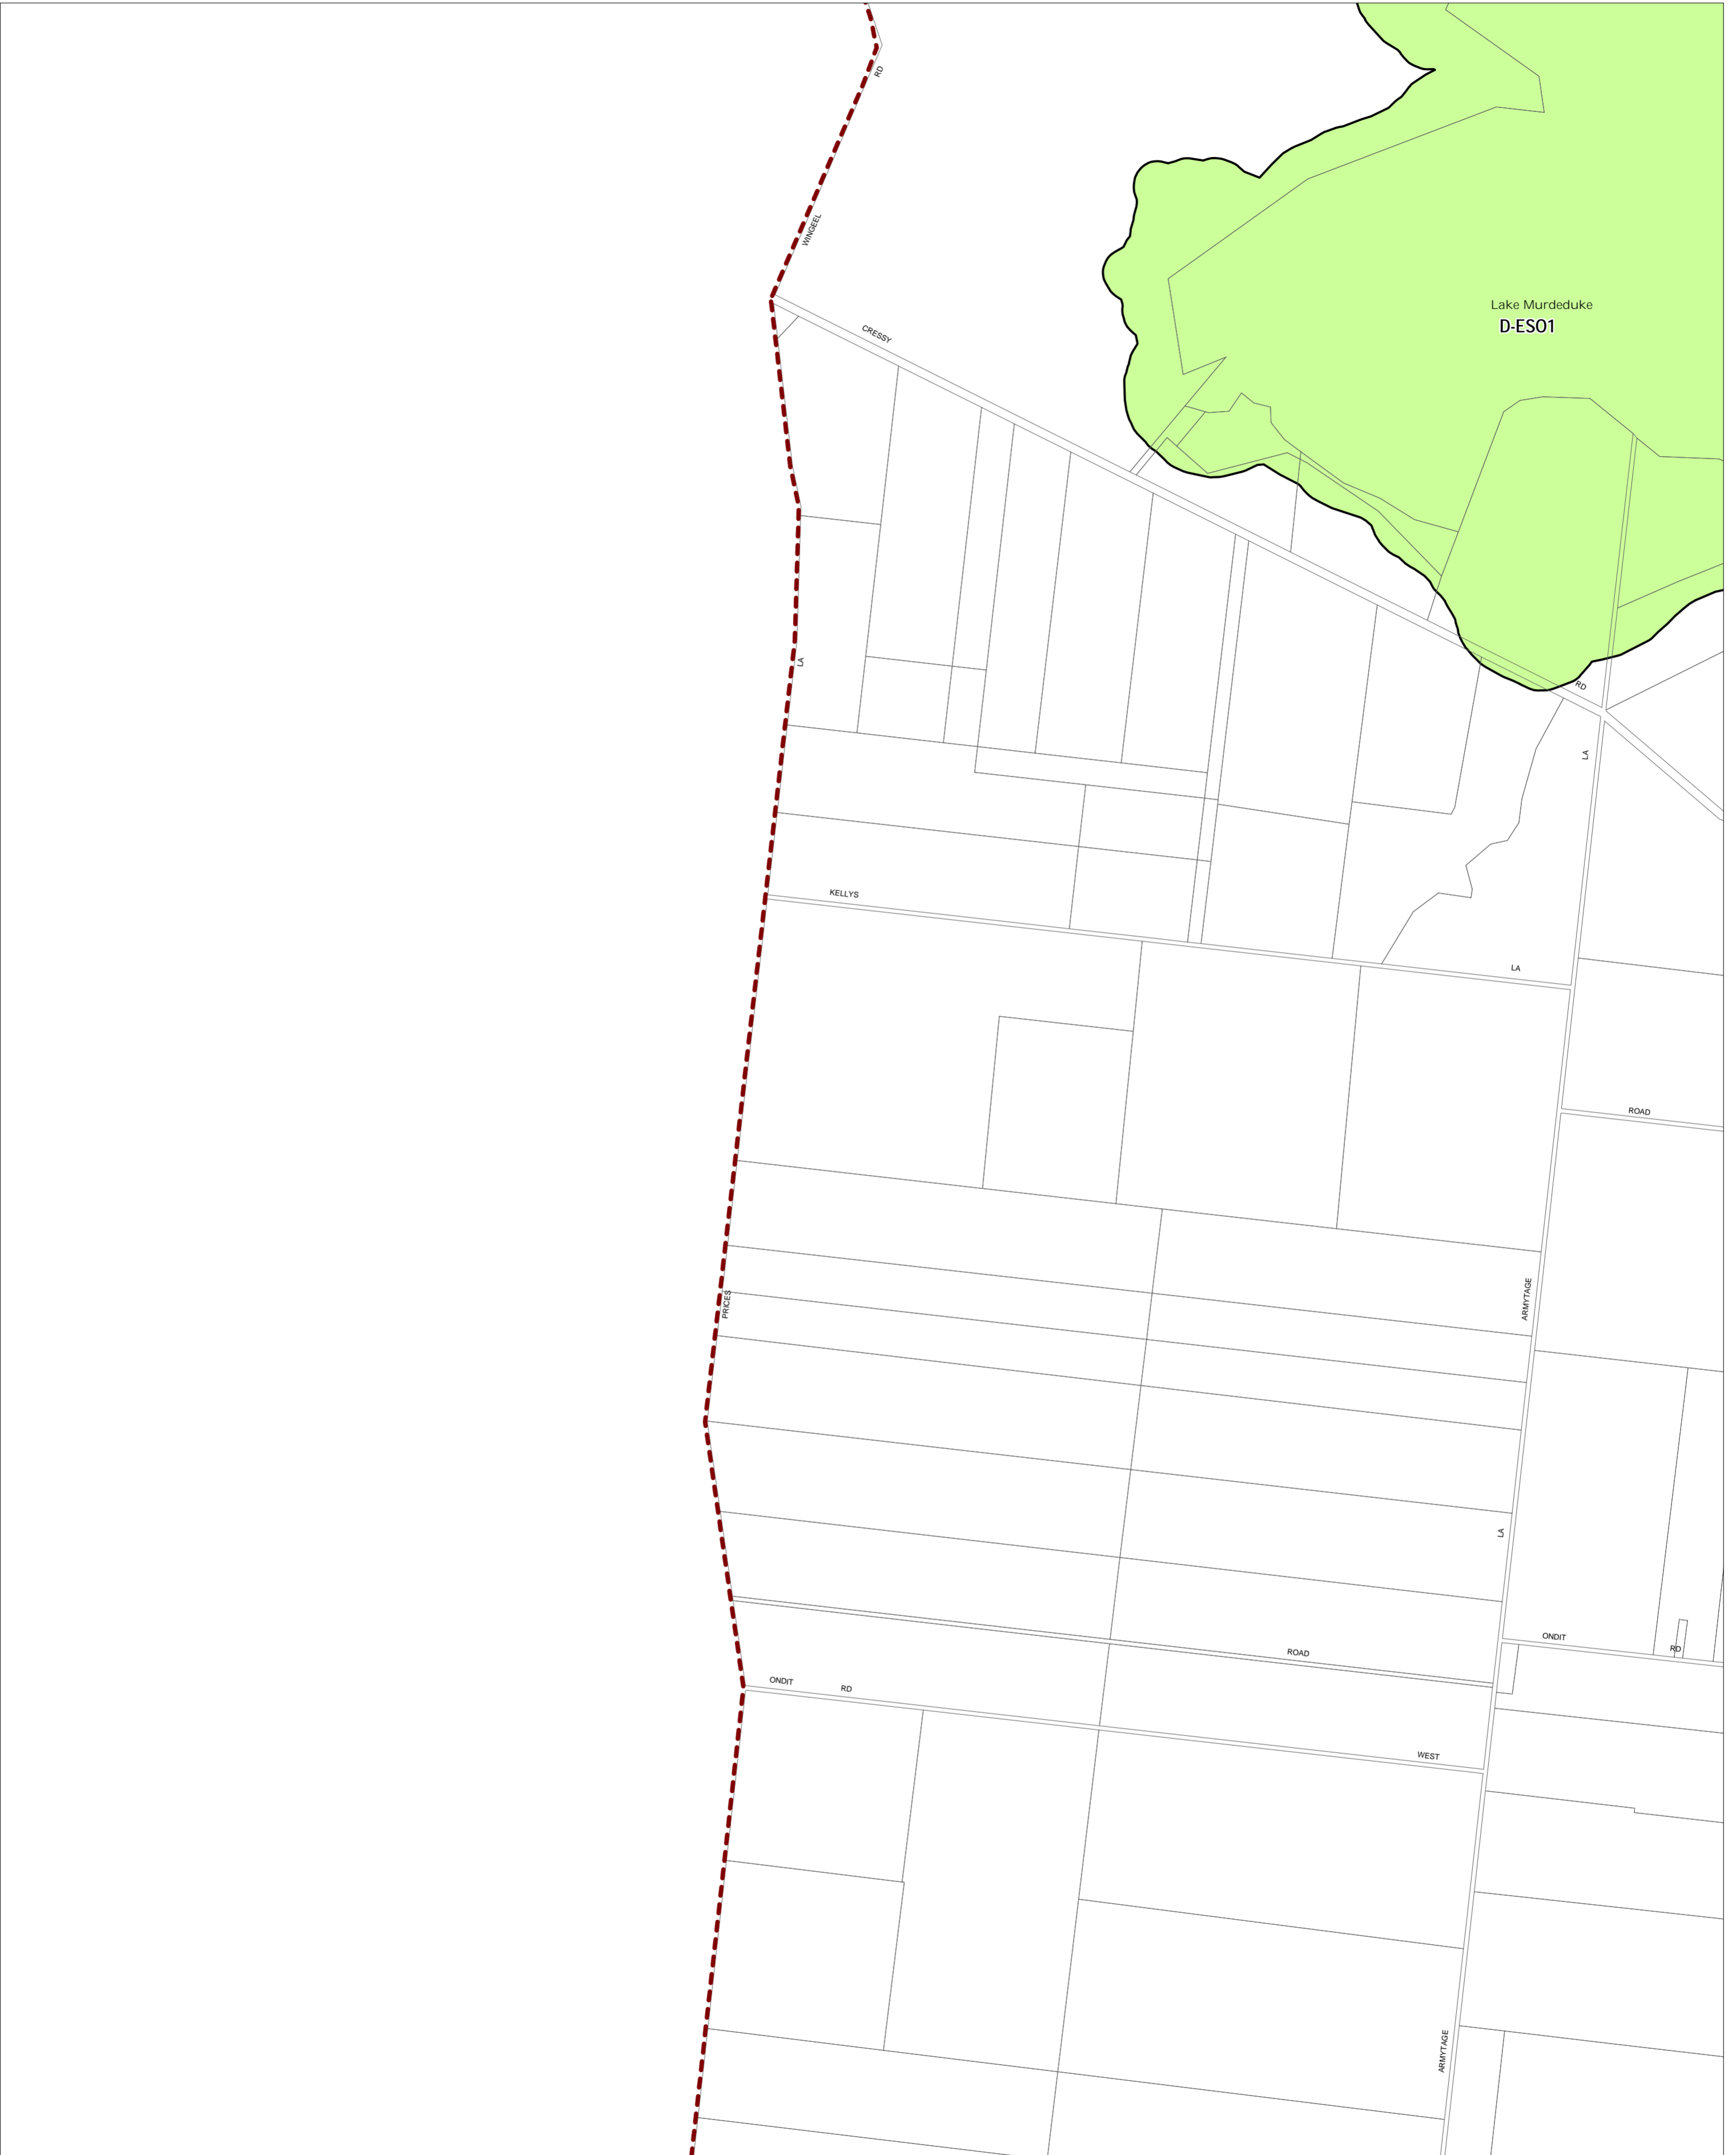 RD
WINGEEL
Lake Murdeduke
D-ESO1
CRESSY
LA
RD
LA
KELLYS
LA
ROAD
PRICES
ARMYTAGE
LA
ONDIT
RD
ROAD
ONDIT
RD
WEST
ARMYTAGE